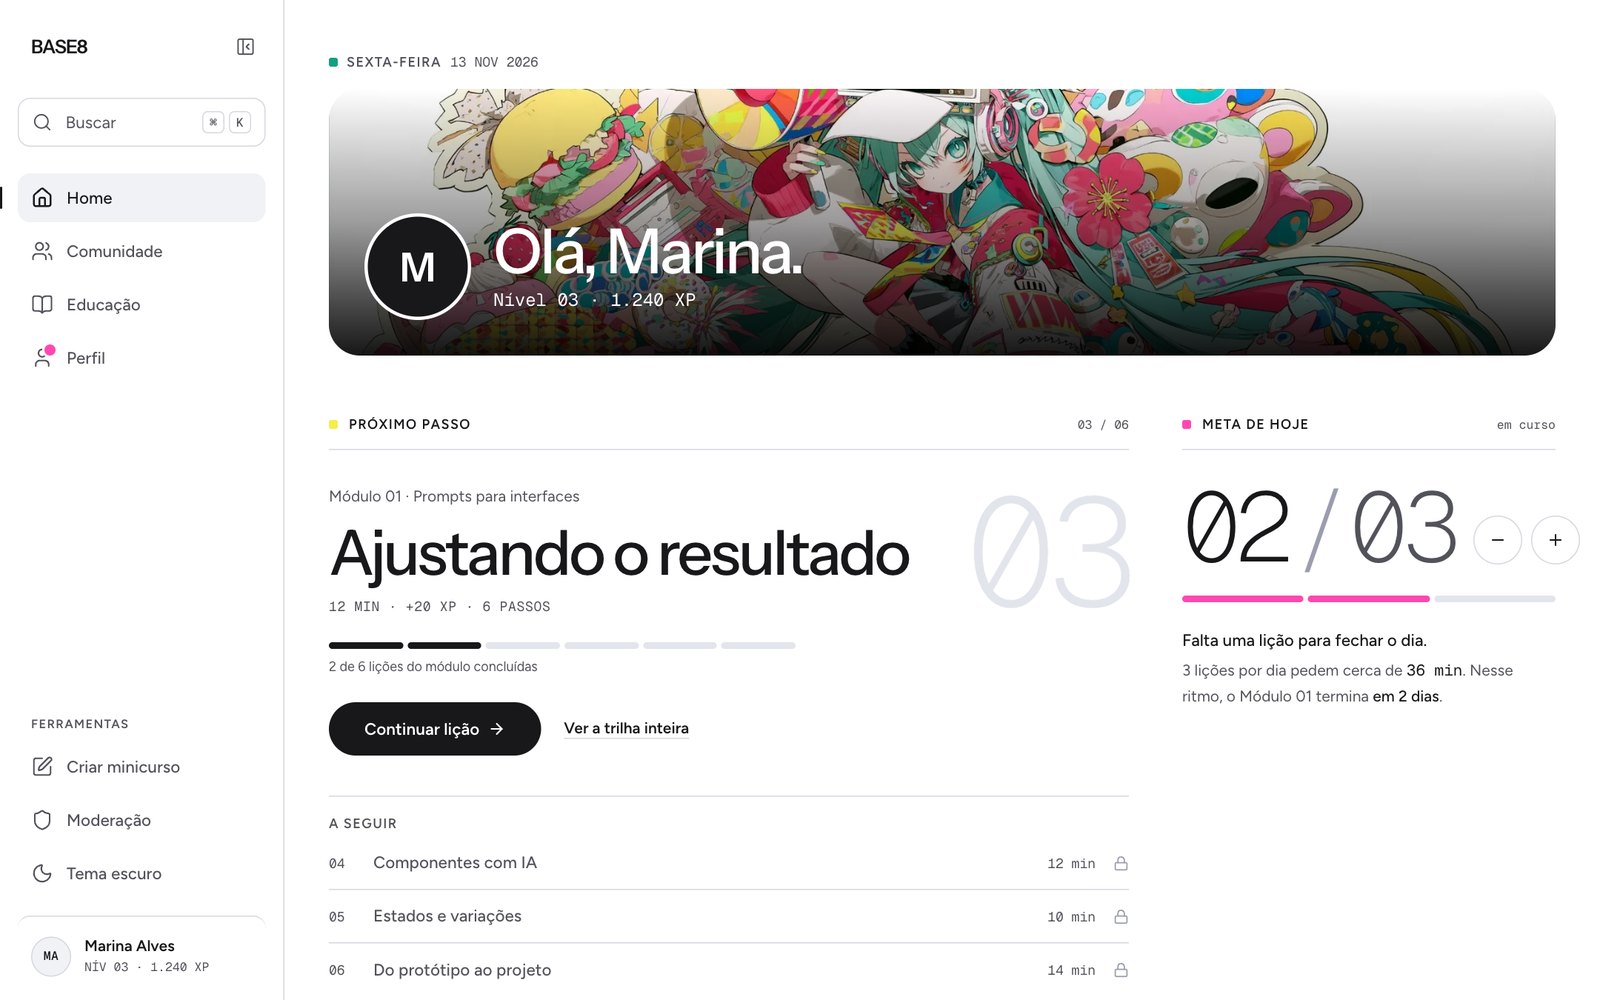 BASE8
Buscar ⌘ K
Home
Comunidade
Educação
Perfil
FERRAMENTAS
Criar minicurso
Moderação
Tema escuro
MA
Marina Alves
NÍV 03 · 1.240 XP
SEXTA-FEIRA 13 NOV 2026
M
Olá, Marina.
Nível 03 · 1.240 XP
PRÓXIMO PASSO 03 / 06
Módulo 01 · Prompts para interfaces
Ajustando o resultado
03
12 MIN · +20 XP · 6 PASSOS
2 de 6 lições do módulo concluídas
Continuar lição →
Ver a trilha inteira
A SEGUIR
04 Componentes com IA 12 min
05 Estados e variações 10 min
06 Do protótipo ao projeto 14 min
META DE HOJE em curso
02 / 03 − +
Falta uma lição para fechar o dia.
3 lições por dia pedem cerca de 36 min. Nesse
ritmo, o Módulo 01 termina em 2 dias.